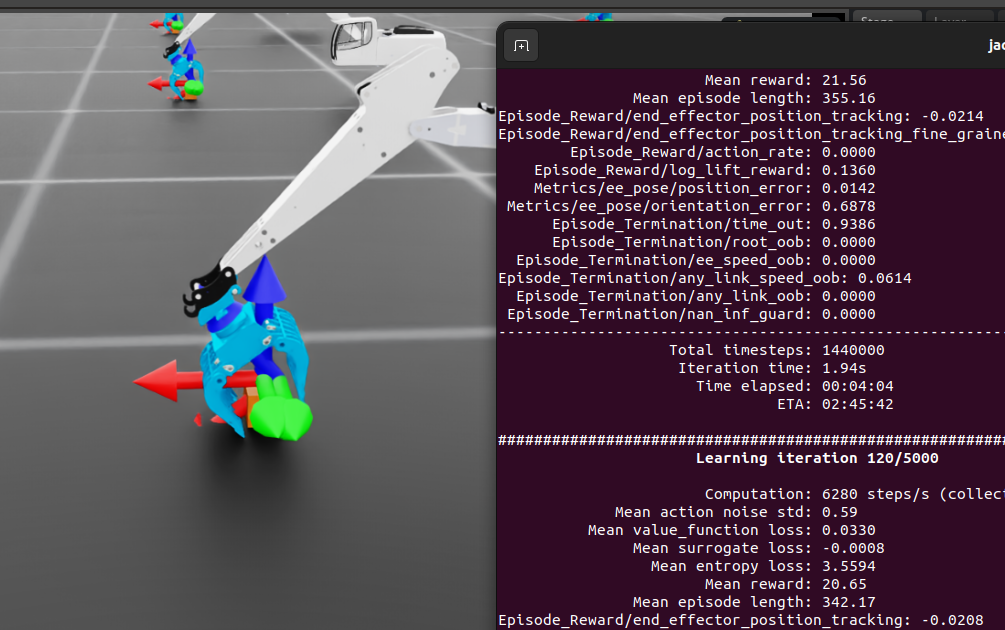 jac
Mean reward: 21.56
Mean episode length: 355.16
Episode_Reward/end_effector_position_tracking: -0.0214
Episode_Reward/end_effector_position_tracking_fine_graine
Episode_Reward/action_rate: 0.0000
Episode_Reward/log_lift_reward: 0.1360
Metrics/ee_pose/position_error: 0.0142
Metrics/ee_pose/orientation_error: 0.6878
Episode_Termination/time_out: 0.9386
Episode_Termination/root_oob: 0.0000
Episode_Termination/ee_speed_oob: 0.0000
Episode_Termination/any_link_speed_oob: 0.0614
Episode_Termination/any_link_oob: 0.0000
Episode_Termination/nan_inf_guard: 0.0000
--------------------------------------------------------
Total timesteps: 1440000
Iteration time: 1.94s
Time elapsed: 00:04:04
ETA: 02:45:42
########################################################
Learning iteration 120/5000
Computation: 6280 steps/s (collect
Mean action noise std: 0.59
Mean value_function loss: 0.0330
Mean surrogate loss: -0.0008
Mean entropy loss: 3.5594
Mean reward: 20.65
Mean episode length: 342.17
Episode_Reward/end_effector_position_tracking: -0.0208